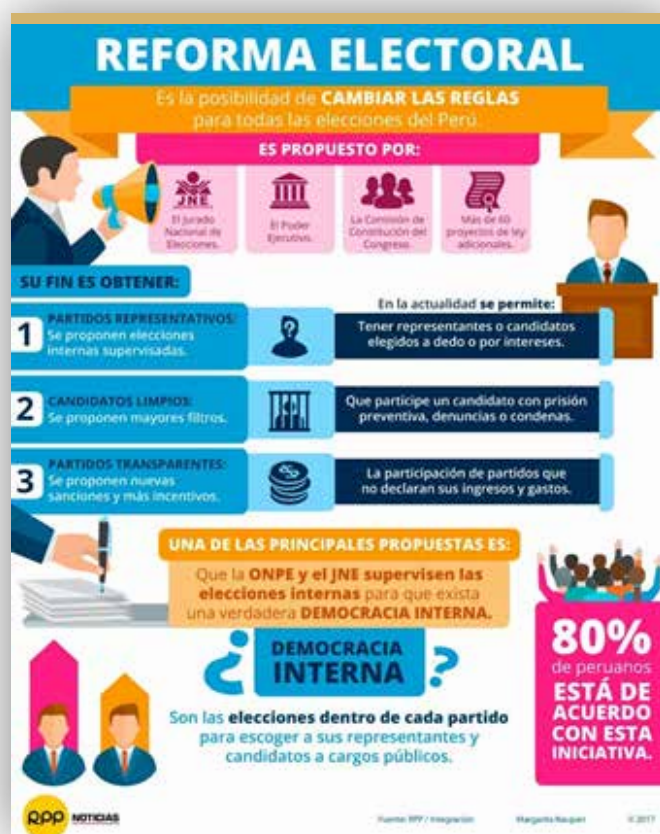 REFORMA ELECTORAL
Es la posibilidad de CAMBIAR LAS REGLAS
para todas las elecciones del Perú.
ES PROPUESTO POR:
JNE
El Jurado
Nacional de
Elecciones.
El Poder
Ejecutivo.
La Comisión de
Constitución del
Congreso.
Más de 60
proyectos de ley
adicionales.
SU FIN ES OBTENER:
En la actualidad se permite:
1
PARTIDOS REPRESENTATIVOS:
Se proponen elecciones
internas supervisadas.
Tener representantes o candidatos
elegidos a dedo o por intereses.
2
CANDIDATOS LIMPIOS:
Se proponen mayores filtros.
Que participe un candidato con prisión
preventiva, denuncias o condenas.
3
PARTIDOS TRANSPARENTES:
Se proponen nuevas
sanciones y más incentivos.
La participación de partidos que
no declaran sus ingresos y gastos.
UNA DE LAS PRINCIPALES PROPUESTAS ES:
Que la ONPE y el JNE supervisen las
elecciones internas para que exista
una verdadera DEMOCRACIA INTERNA.
¿DEMOCRACIA
INTERNA?
Son las elecciones dentro de cada partido
para escoger a sus representantes y
candidatos a cargos públicos.
80%
de peruanos
ESTÁ DE
ACUERDO
CON ESTA
INICIATIVA.
RPP NOTICIAS
Fuente: RPP / Integración
Margarita
© 2017